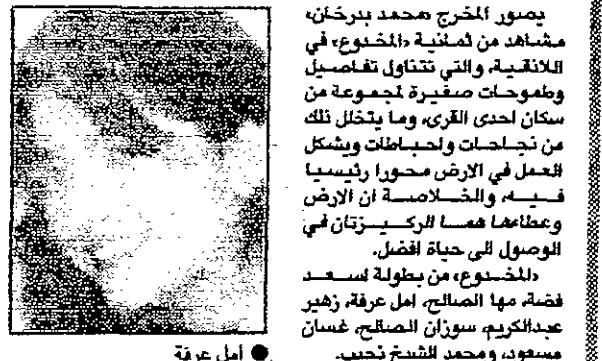 يصور المخرج «محمد بدرخان»
مشاهد من ثمانية «المخدوع» في
اللاذقية، والتي تتناول تفاصيل
وطموحات صغيرة لمجموعة من
سكان احدى القرى، وما يتخلل ذلك
من نجاحات واحباطات ويشكل
العمل في الارض محورا رئيسيا
فيه، والخلاصة ان الارض
وعطاءها هما الركيزتان في
الوصول الى حياة افضل.
«المخدوع» من بطولة اسعد
فضة، مها الصالح، امل عرفة، زهير
عبدالكريم، سوزان الصالح، غسان
مسعود، ومحمد الشيخ نجيب.
● أمل عرفة